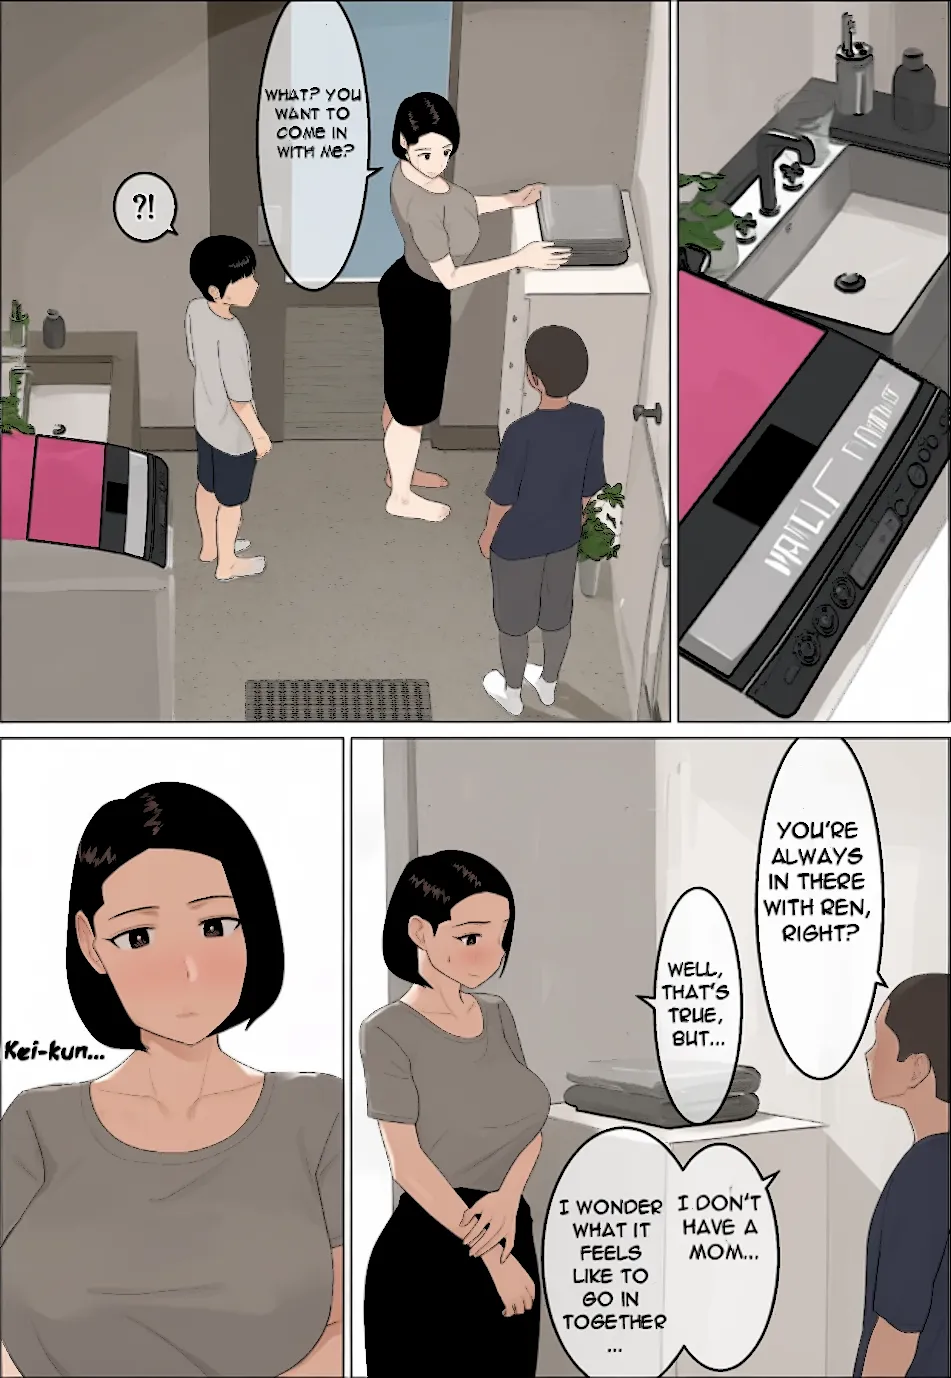 WHAT? YOU
WANT TO
COME IN
WITH ME?
?!
YOU'RE
ALWAYS
IN THERE
WITH REN,
RIGHT?
WELL,
THAT'S
TRUE,
BUT...
I DON'T
HAVE A
MOM...
I WONDER
WHAT IT
FEELS
LIKE TO
GO IN
TOGETHER
...
Kei-kun...